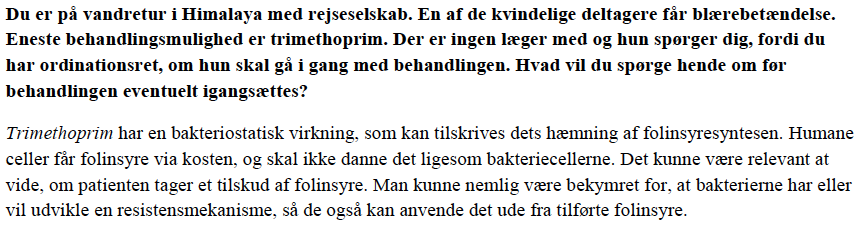 Du er på vandretur i Himalaya med rejseselskab. En af de kvindelige deltagere får blærebetændelse.
Eneste behandlingsmulighed er trimethoprim. Der er ingen læger med og hun spørger dig, fordi du
har ordinationsret, om hun skal gå i gang med behandlingen. Hvad vil du spørge hende om før
behandlingen eventuelt igangsættes?
Trimethoprim har en bakteriostatisk virkning, som kan tilskrives dets hæmning af folinsyresyntesen. Humane
celler får folinsyre via kosten, og skal ikke danne det ligesom bakteriecellerne. Det kunne være relevant at
vide, om patienten tager et tilskud af folinsyre. Man kunne nemlig være bekymret for, at bakterierne har eller
vil udvikle en resistensmekanisme, så de også kan anvende det ude fra tilførte folinsyre.